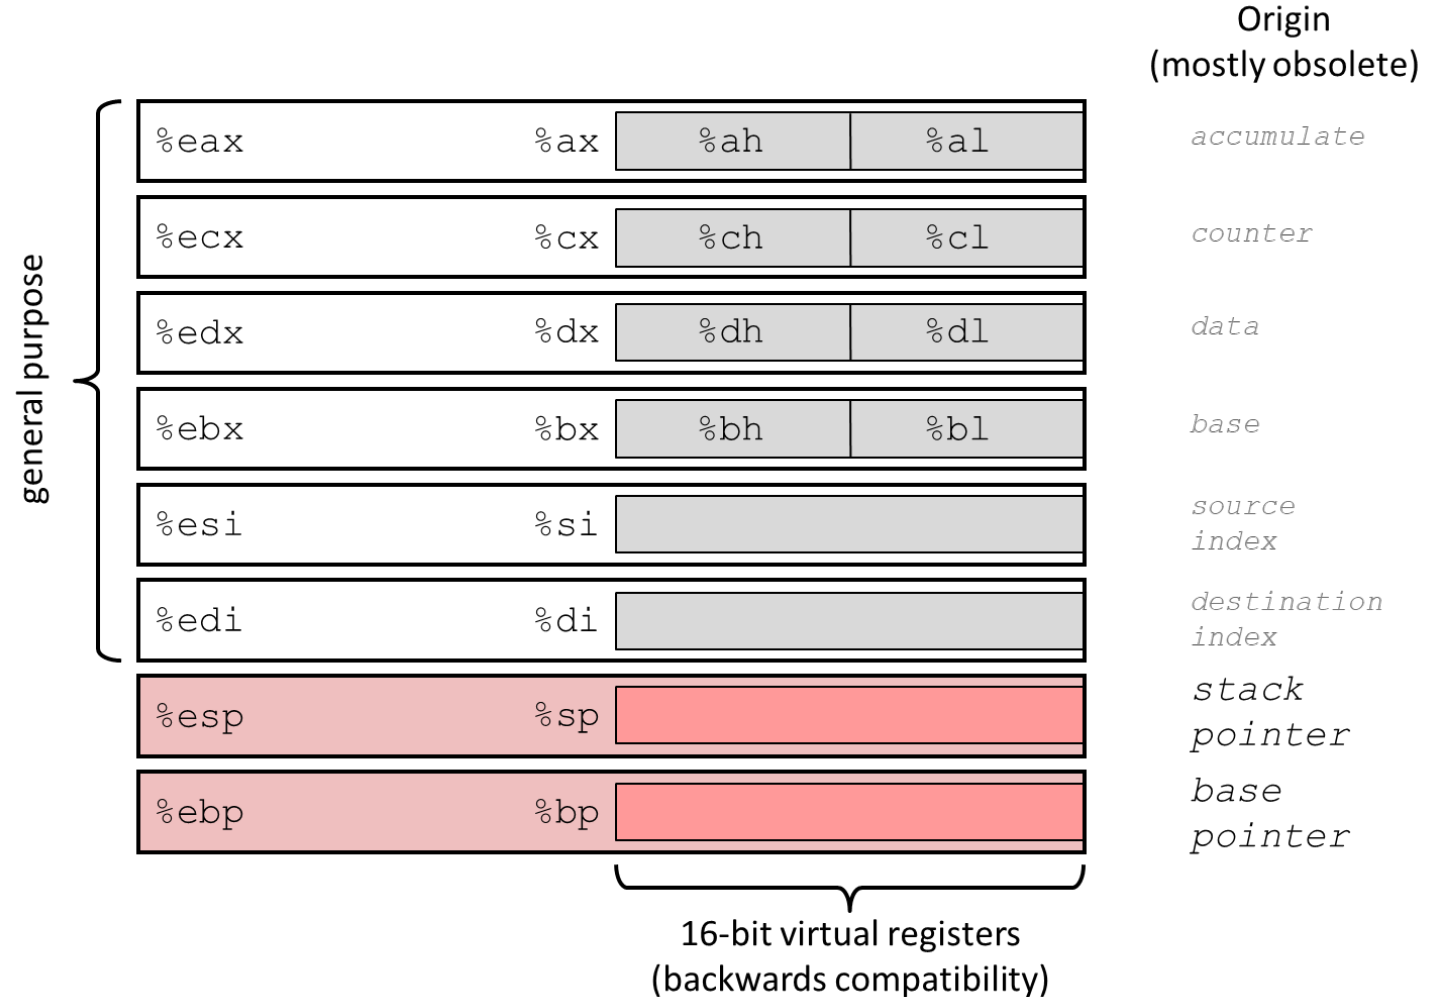 Origin
(mostly obsolete)
%eax %ax %ah %al accumulate
%ecx %cx %ch %cl counter
%edx %dx %dh %dl data
%ebx %bx %bh %bl base
%esi %si source
index
%edi %di destination
index
%esp %sp stack
pointer
%ebp %bp base
pointer
general purpose
16-bit virtual registers
(backwards compatibility)